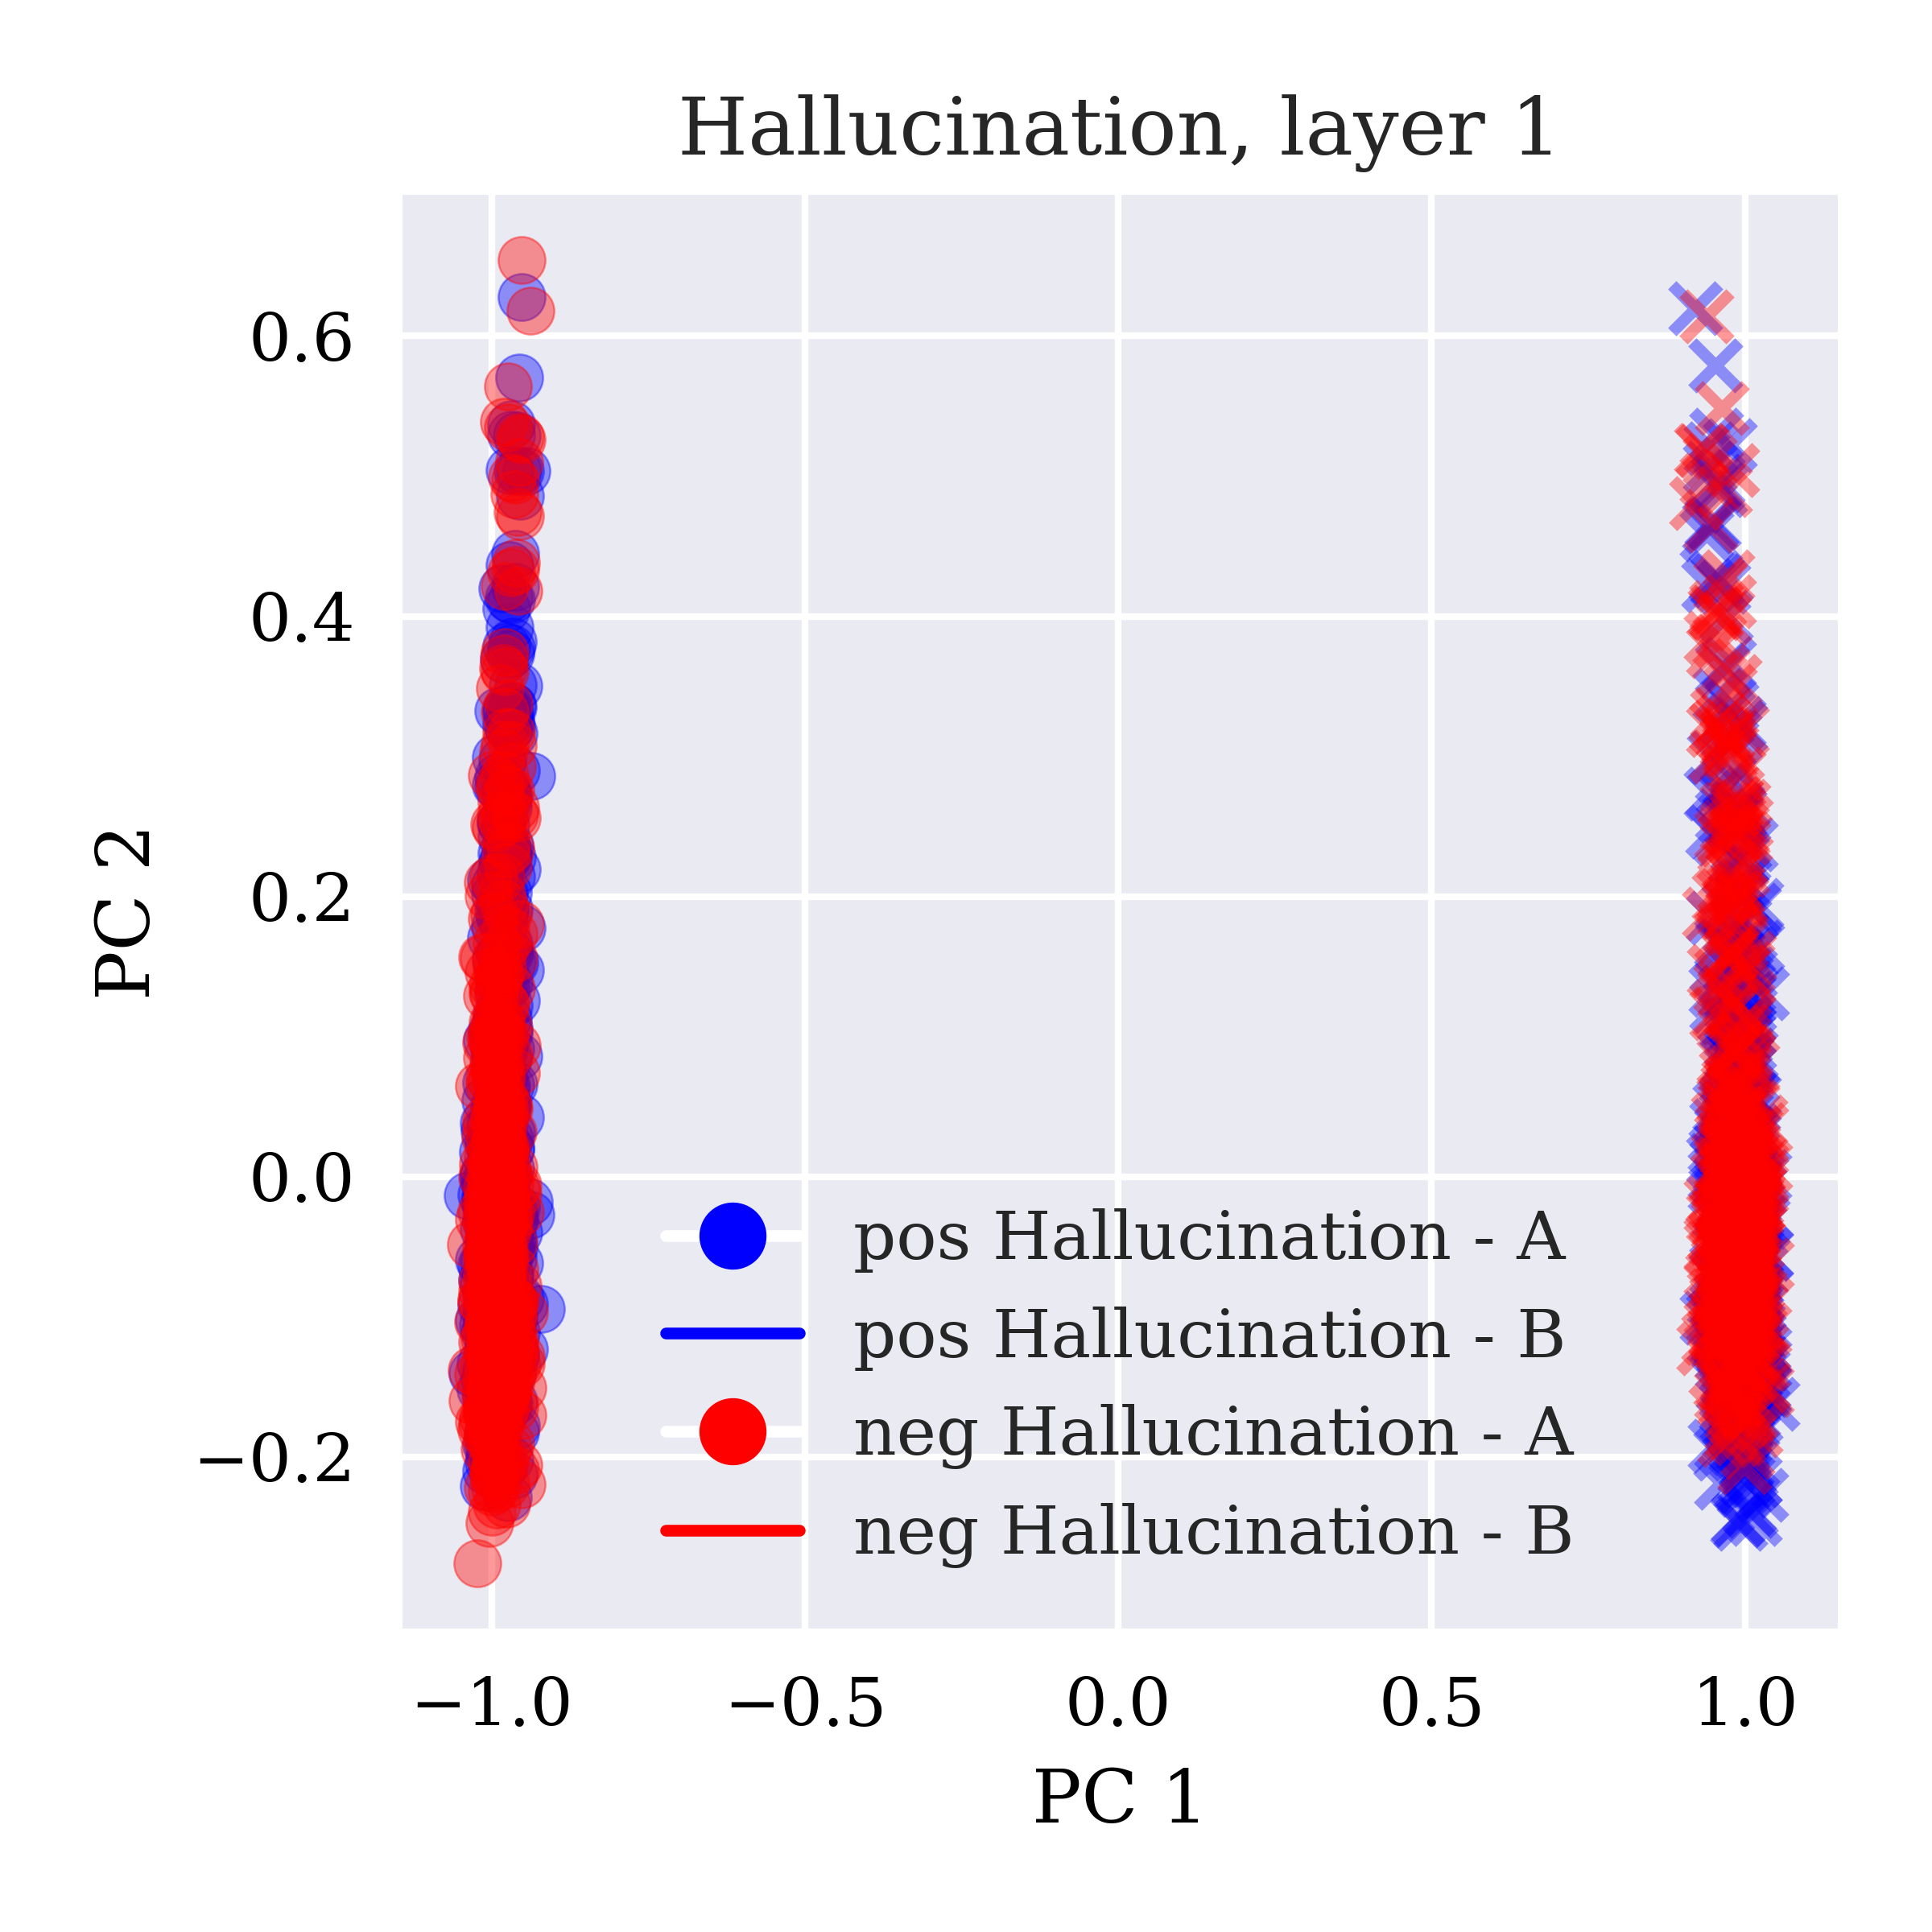 Hallucination, layer 1
PC 2
0.6
0.4
0.2
0.0
−0.2
pos Hallucination - A
pos Hallucination - B
neg Hallucination - A
neg Hallucination - B
−1.0 −0.5 0.0 0.5 1.0
PC 1